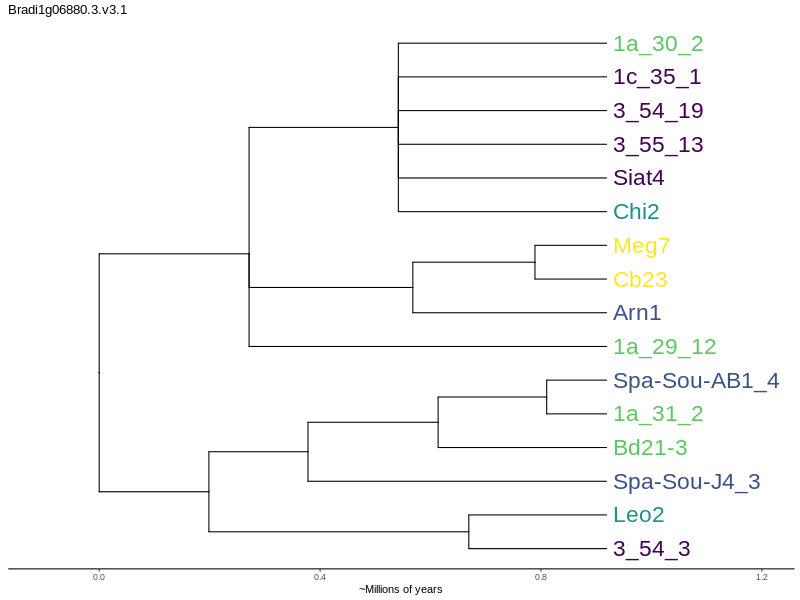 Bradi1g06880.3.v3.1
1a_30_2
1c_35_1
3_54_19
3_55_13
Siat4
Chi2
Meg7
Cb23
Arn1
1a_29_12
Spa-Sou-AB1_4
1a_31_2
Bd21-3
Spa-Sou-J4_3
Leo2
3_54_3
0.0 0.4 0.8 1.2
~Millions of years